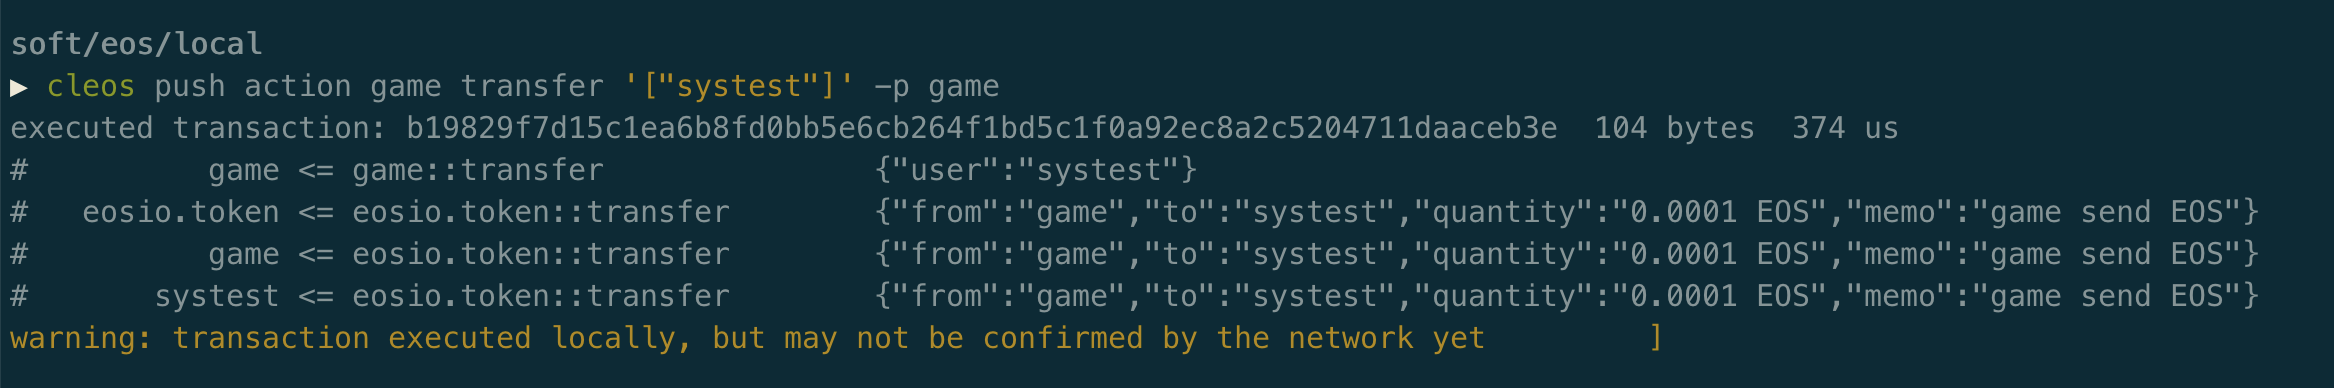 soft/eos/local
▶ cleos push action game transfer '["systest"]' -p game
executed transaction: b19829f7d15c1ea6b8fd0bb5e6cb264f1bd5c1f0a92ec8a2c5204711daaceb3e  104 bytes  374 us
#          game <= game::transfer               {"user":"systest"}
#   eosio.token <= eosio.token::transfer        {"from":"game","to":"systest","quantity":"0.0001 EOS","memo":"game send EOS"}
#          game <= eosio.token::transfer        {"from":"game","to":"systest","quantity":"0.0001 EOS","memo":"game send EOS"}
#       systest <= eosio.token::transfer        {"from":"game","to":"systest","quantity":"0.0001 EOS","memo":"game send EOS"}
warning: transaction executed locally, but may not be confirmed by the network yet         ]